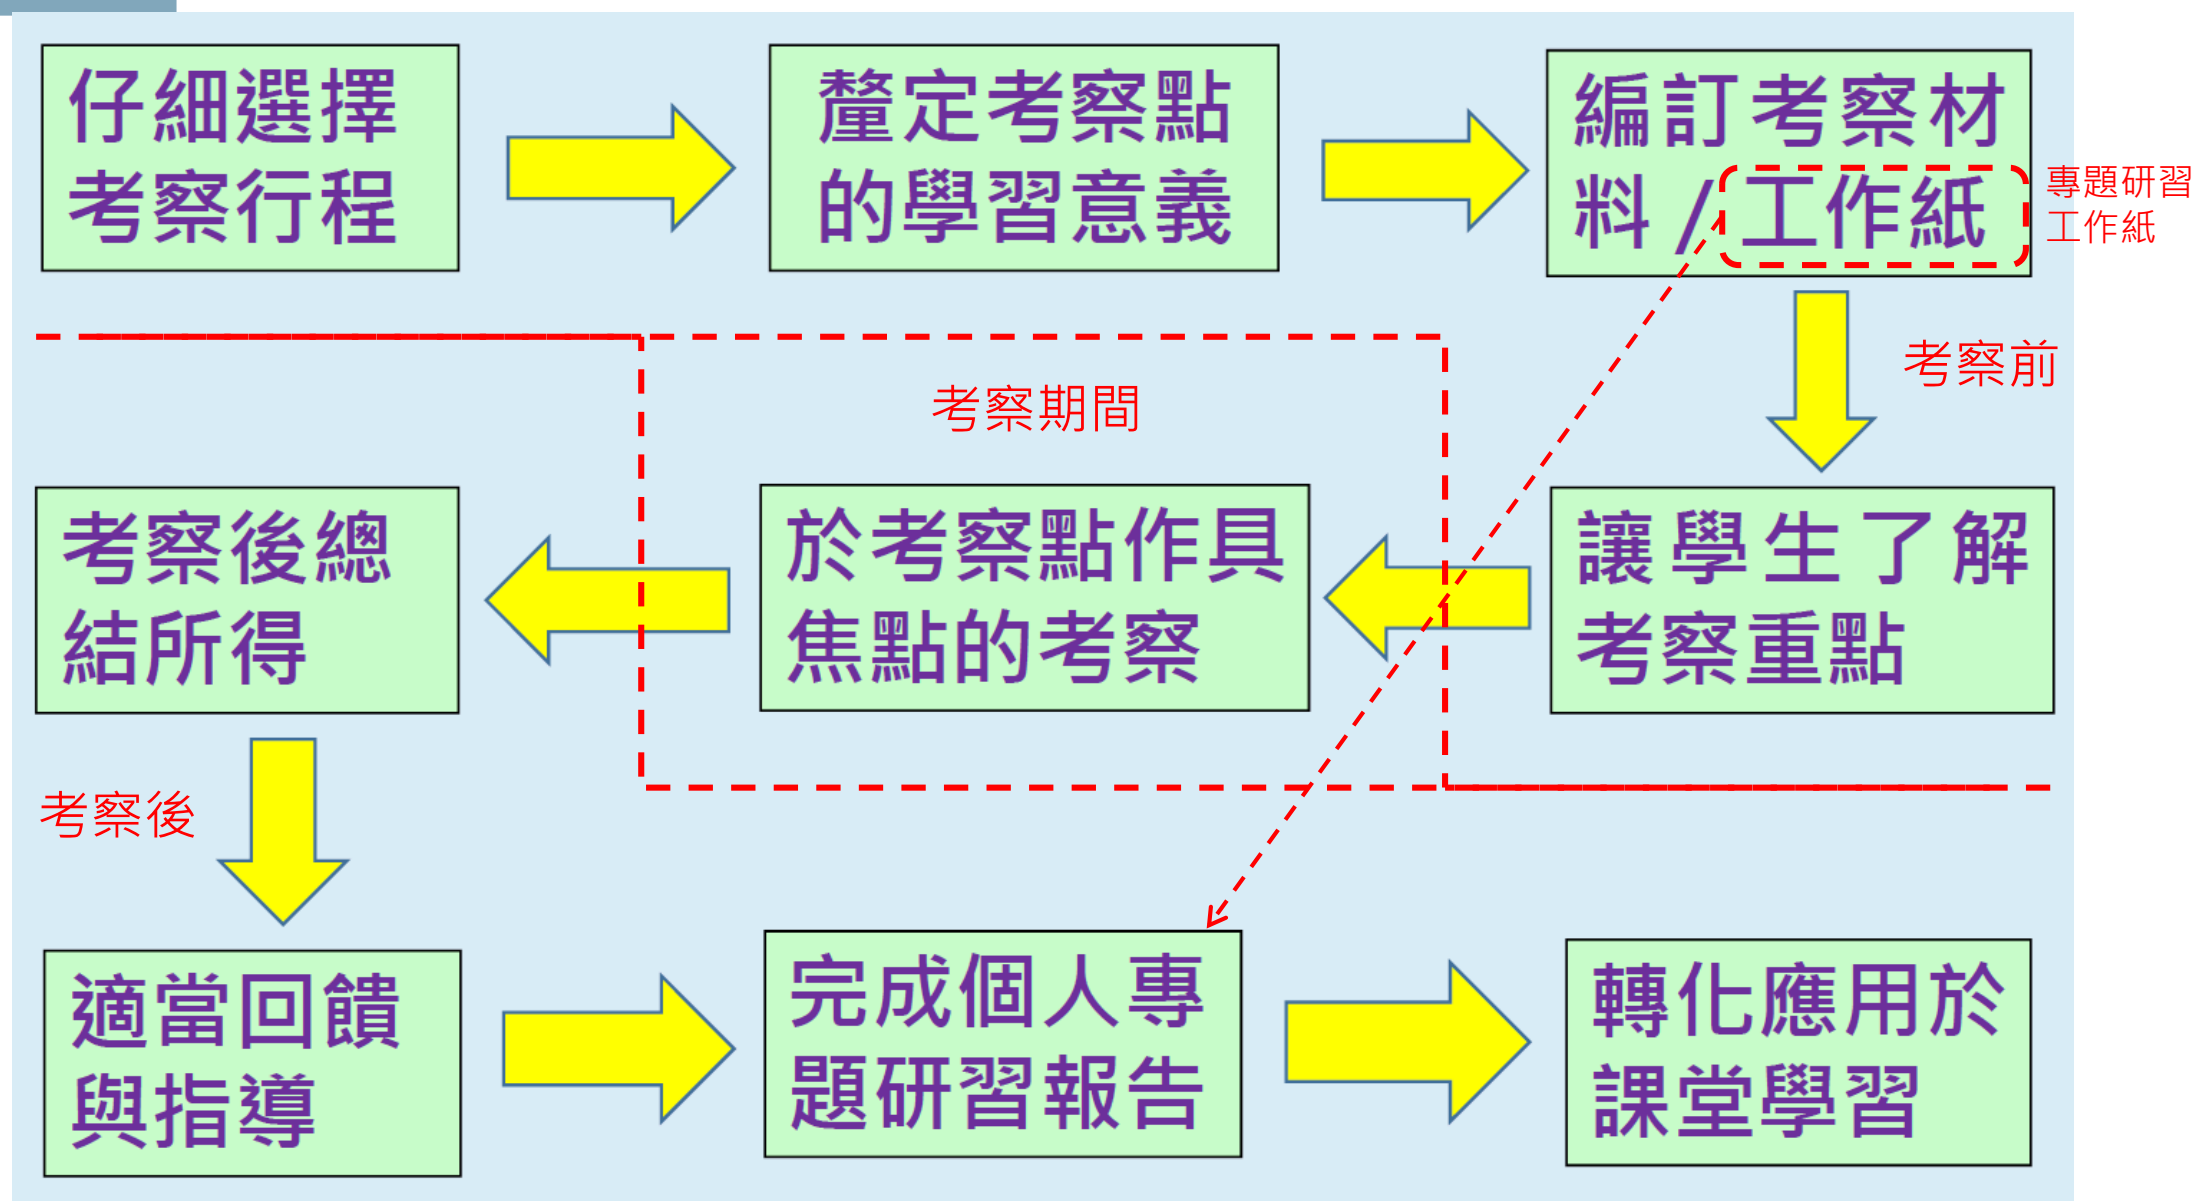 仔細選擇
考察行程
釐定考察點
的學習意義
編訂考察材
料/工作紙
專題研習
工作紙
考察前
考察期間
讓學生了解
考察重點
於考察點作具
焦點的考察
考察後總
結所得
考察後
適當回饋
與指導
完成個人專
題研習報告
轉化應用於
課堂學習